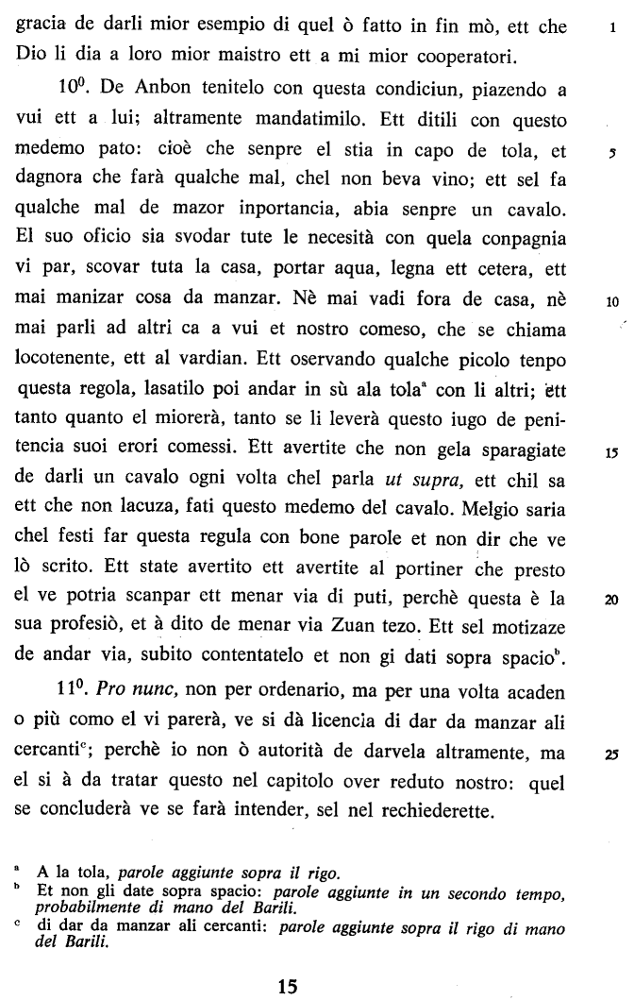 gracia de darli mior esempio di quel ò fatto in fin mò, ett che 1
Dio li dia a loro mior maistro ett a mi mior cooperatori.
10⁰. De Anbon tenitelo con questa condiciun, piazendo a
vui ett a lui; altramente mandatimilo. Ett ditili con questo
medemo pato: cioè che senpre el stia in capo de tola, et 5
dagnora che farà qualche mal, chel non beva vino; ett sel fa
qualche mal de mazor inportancia, abia senpre un cavalo.
El suo oficio sia svodar tute le necesità con quela conpagnia
vi par, scovar tuta la casa, portar aqua, legna ett cetera, ett
mai manizar cosa da manzar. Nè mai vadi fora de casa, nè 10
mai parli ad altri ca a vui et nostro comeso, che se chiama
locotenente, ett al vardian. Ett oservando qualche picolo tenpo
questa regola, lasatilo poi andar in sù ala tolaᵃ con li altri; ett
tanto quanto el miorerà, tanto se li leverà questo iugo de peni-
tencia suoi erori comessi. Ett avertite che non gela sparagiate 15
de darli un cavalo ogni volta chel parla ut supra, ett chil sa
ett che non lacuza, fati questo medemo del cavalo. Melgio saria
chel festi far questa regula con bone parole et non dir che ve
lò scrito. Ett state avertito ett avertite al portiner che presto
el ve potria scanpar ett menar via di puti, perchè questa è la 20
sua profesiò, et à dito de menar via Zuan tezo. Ett sel motizaze
de andar via, subito contentatelo et non gi dati sopra spacioᵇ.
11⁰. Pro nunc, non per ordenario, ma per una volta acaden
o più como el vi parerà, ve si dà licencia di dar da manzar ali
cercantiᶜ; perchè io non ò autorità de darvela altramente, ma 25
el si à da tratar questo nel capitolo over reduto nostro: quel
se concluderà ve se farà intender, sel nel rechiederette.
ᵃ A la tola, parole aggiunte sopra il rigo.
ᵇ Et non gli date sopra spacio: parole aggiunte in un secondo tempo,
probabilmente di mano del Barili.
ᶜ di dar da manzar ali cercanti: parole aggiunte sopra il rigo di mano
del Barili.
15